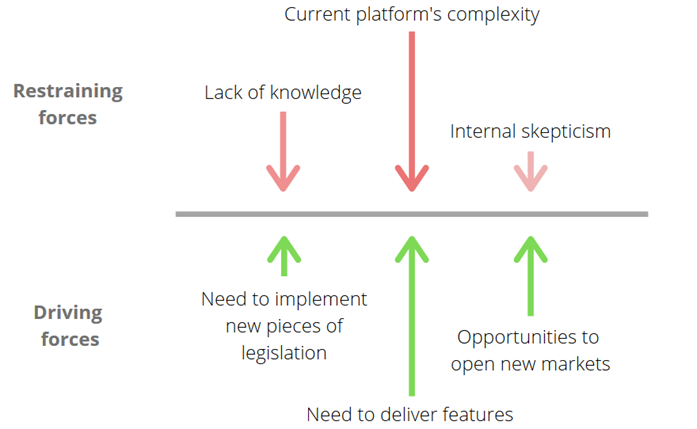 Current platform's complexity
Restraining
forces
Lack of knowledge
Internal skepticism
Driving
forces
Need to implement
new pieces of
legislation
Opportunities to
open new markets
Need to deliver features